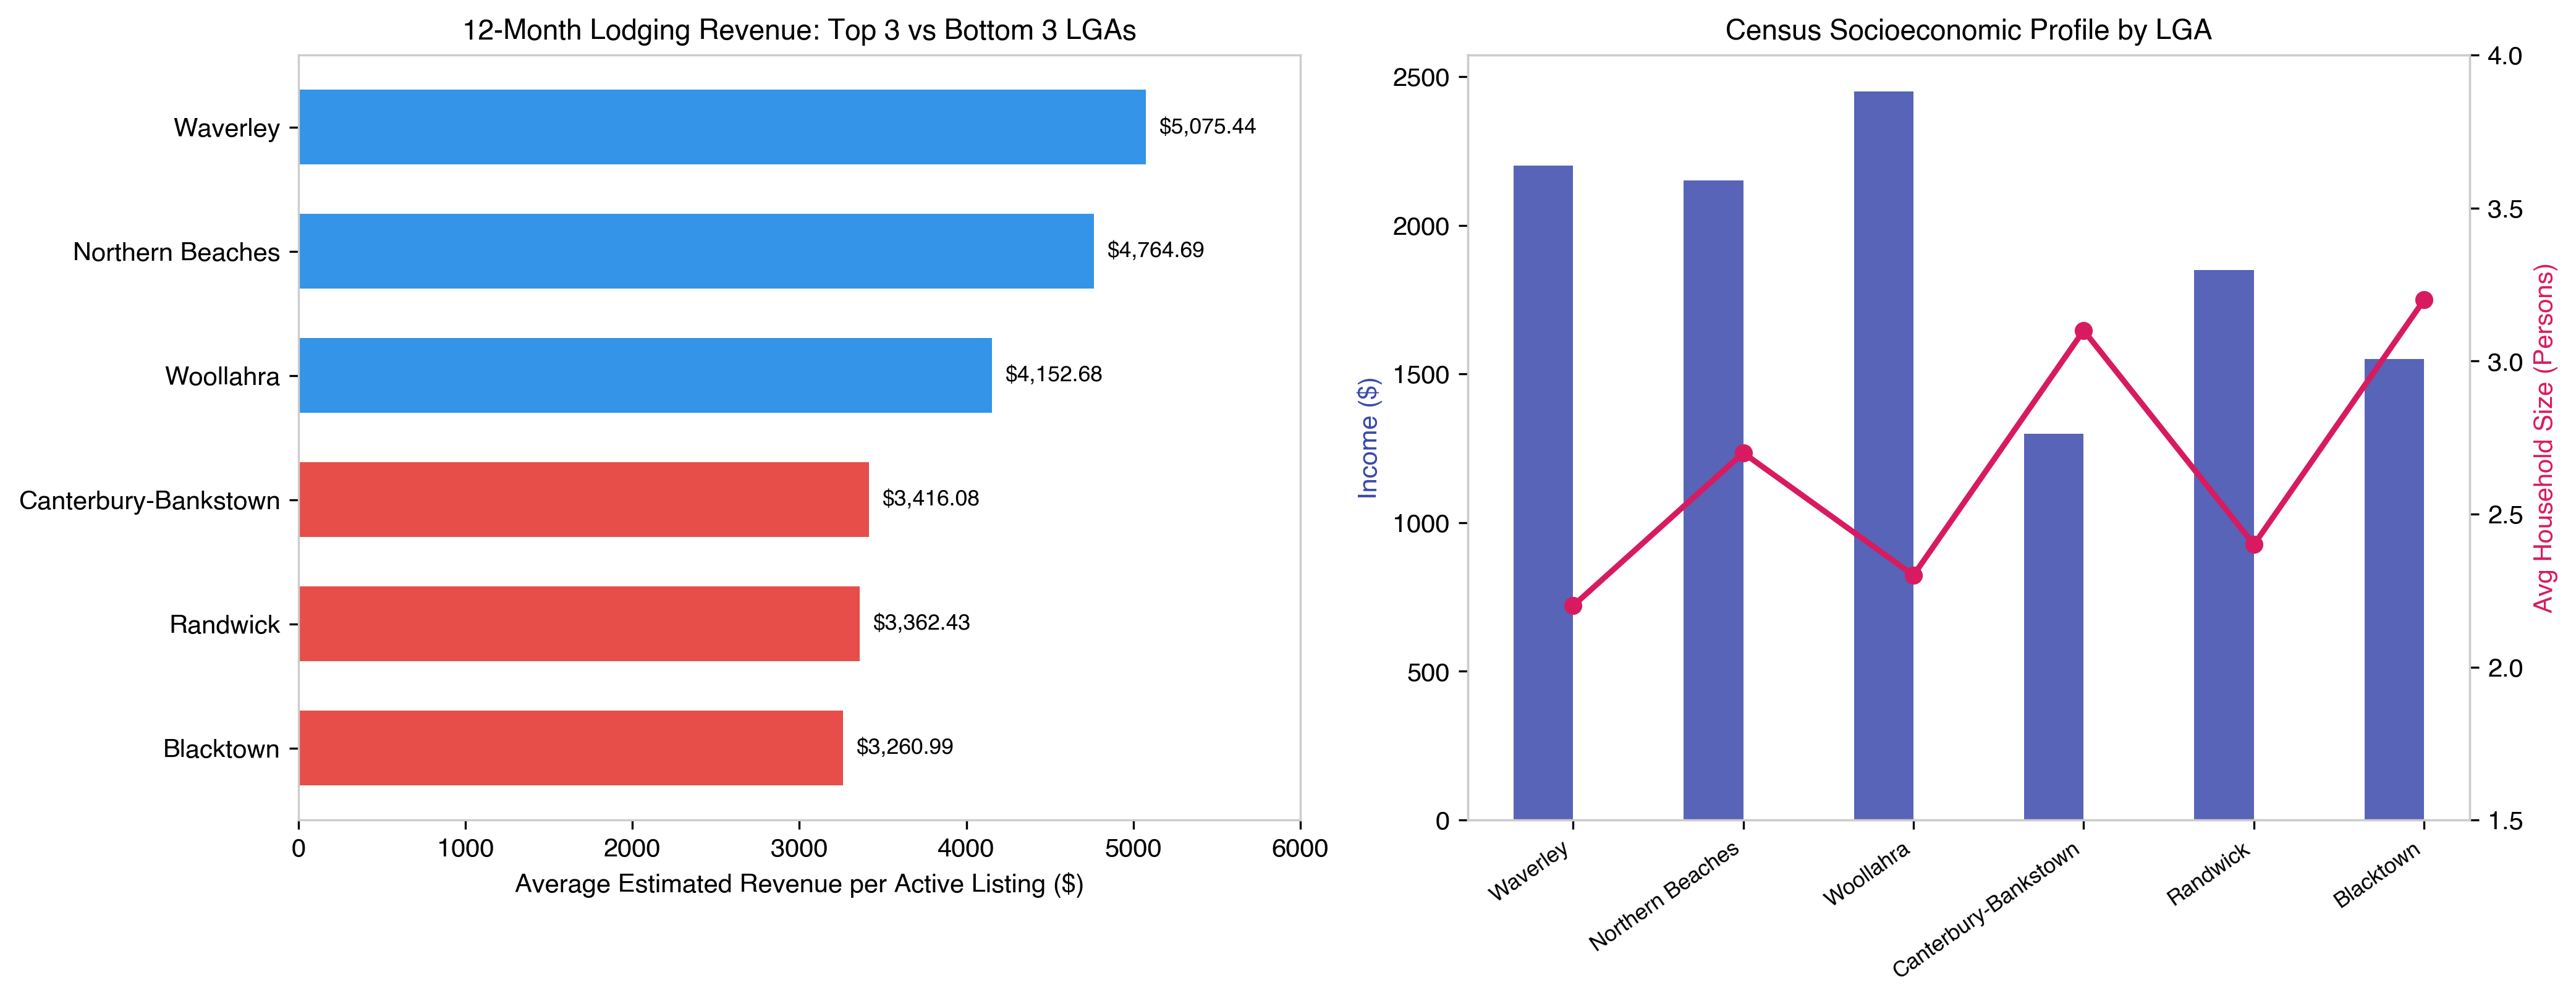 12-Month Lodging Revenue: Top 3 vs Bottom 3 LGAs
Waverley
$5,075.44
Northern Beaches
$4,764.69
Woollahra
$4,152.68
Canterbury-Bankstown
$3,416.08
Randwick
$3,362.43
Blacktown
$3,260.99
0 1000 2000 3000 4000 5000 6000
Average Estimated Revenue per Active Listing ($)
Census Socioeconomic Profile by LGA
Income ($)
2500
2000
1500
1000
500
0
4.0
3.5
3.0
2.5
2.0
1.5
Avg Household Size (Persons)
Waverley
Northern Beaches
Woollahra
Canterbury-Bankstown
Randwick
Blacktown